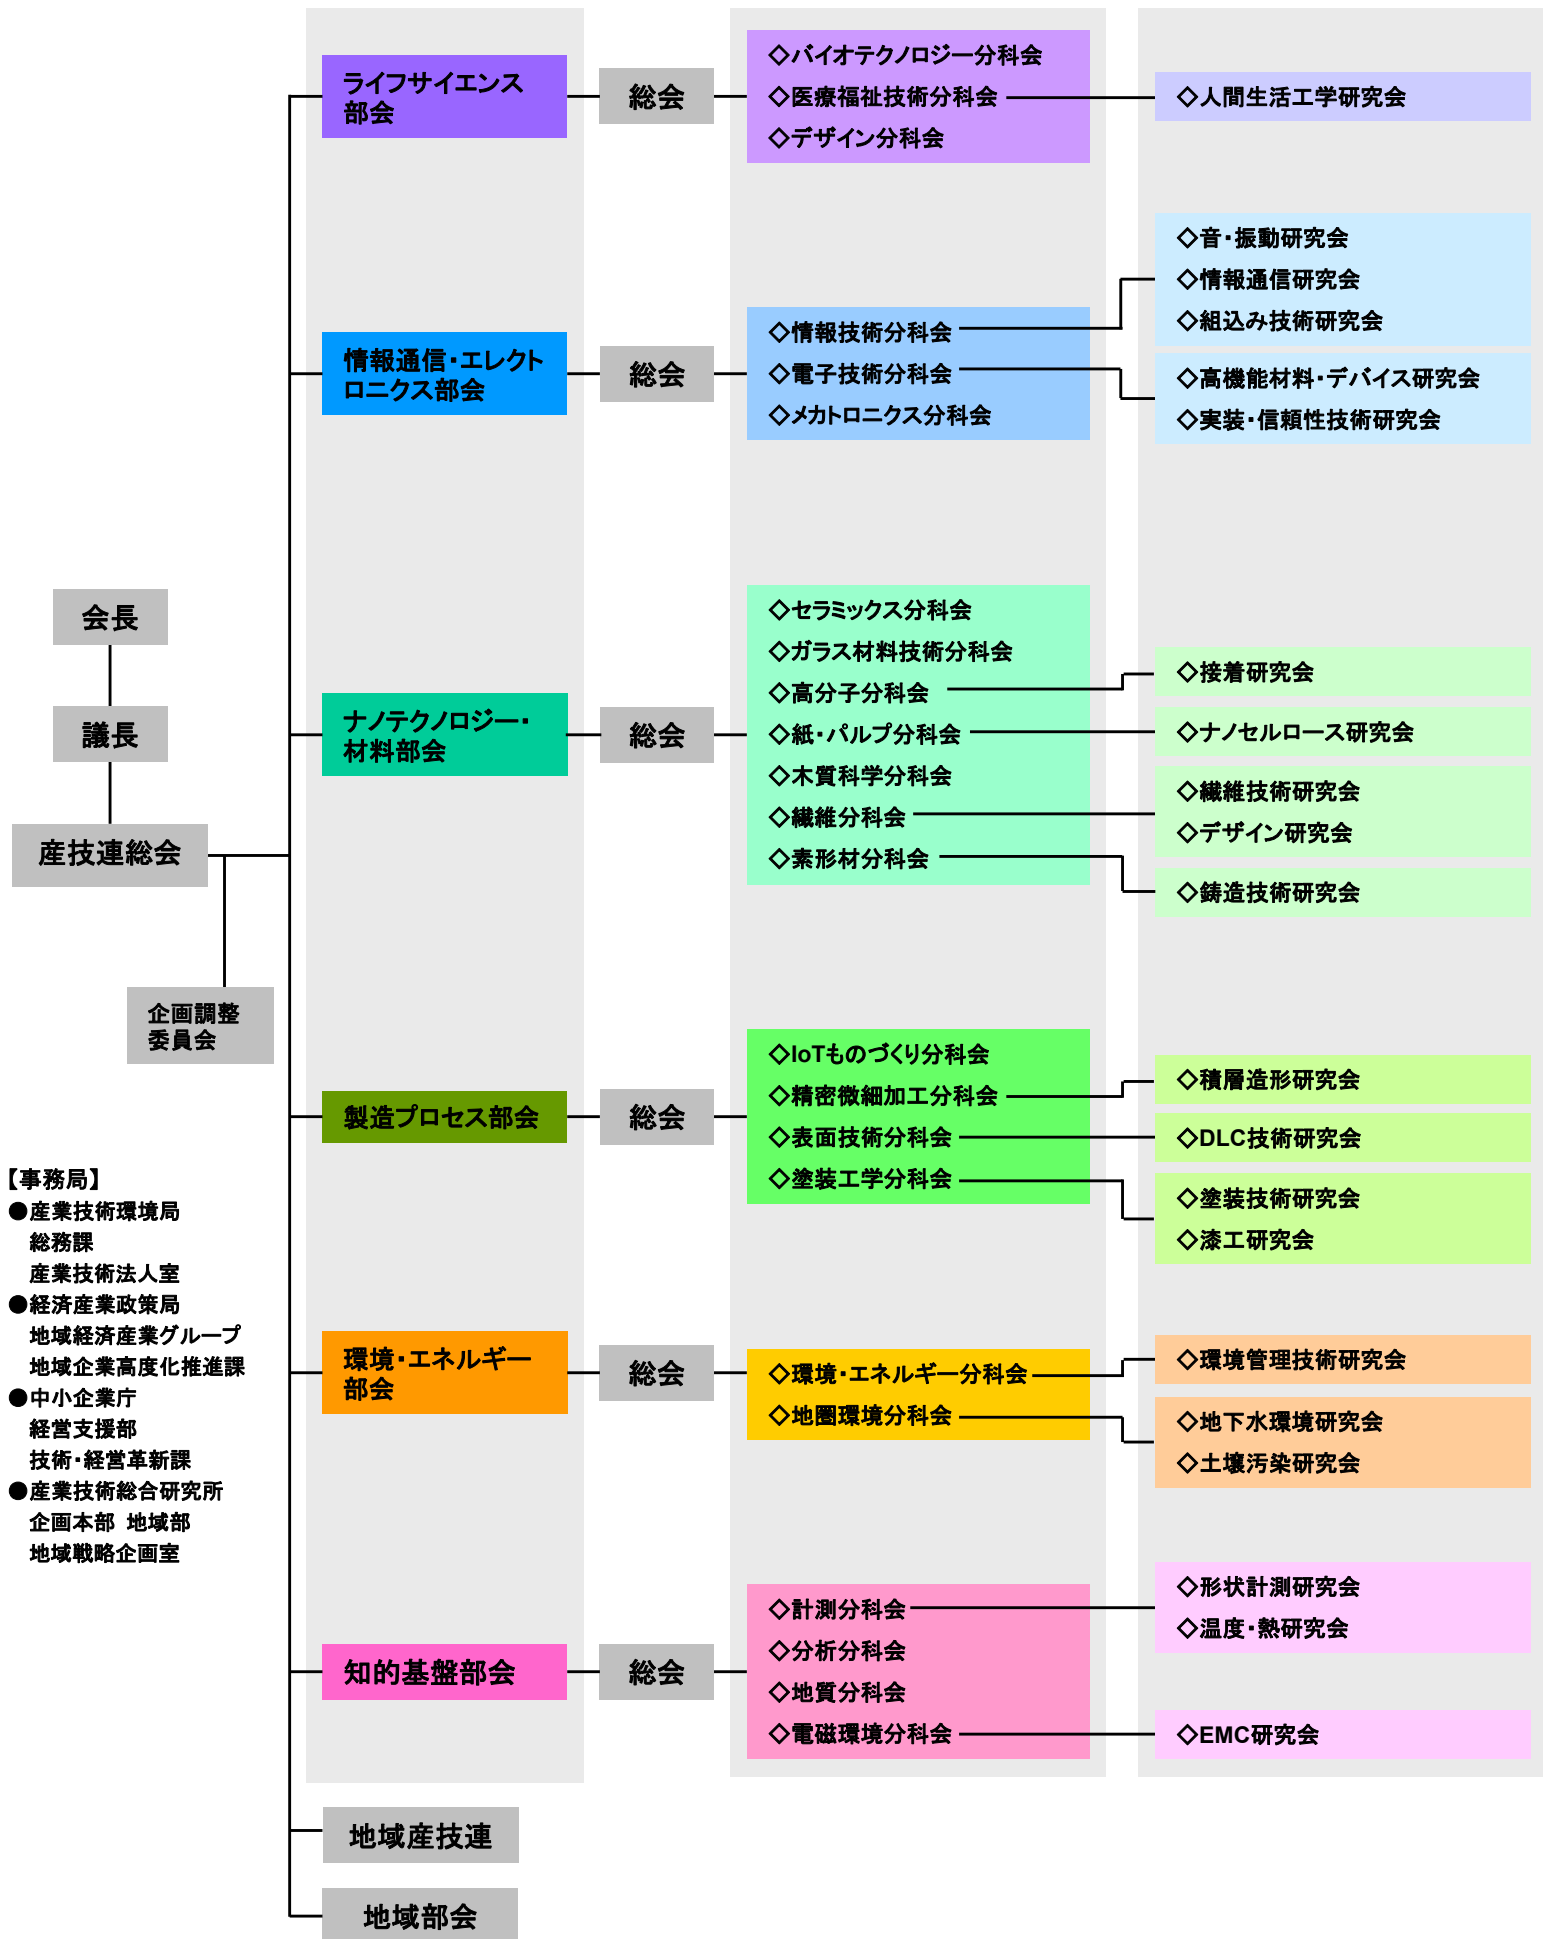 会長
議長
産技連総会
企画調整
委員会
【事務局】
●産業技術環境局
総務課
産業技術法人室
●経済産業政策局
地域経済産業グループ
地域企業高度化推進課
●中小企業庁
経営支援部
技術・経営革新課
●産業技術総合研究所
企画本部 地域部
地域戦略企画室
ライフサイエンス
部会
総会
◇バイオテクノロジー分科会
◇医療福祉技術分科会
◇デザイン分科会
◇人間生活工学研究会
情報通信・エレクト
ロニクス部会
総会
◇情報技術分科会
◇電子技術分科会
◇メカトロニクス分科会
◇音・振動研究会
◇情報通信研究会
◇組込み技術研究会
◇高機能材料・デバイス研究会
◇実装・信頼性技術研究会
ナノテクノロジー・
材料部会
総会
◇セラミックス分科会
◇ガラス材料技術分科会
◇高分子分科会
◇紙・パルプ分科会
◇木質科学分科会
◇繊維分科会
◇素形材分科会
◇接着研究会
◇ナノセルロース研究会
◇繊維技術研究会
◇デザイン研究会
◇鋳造技術研究会
製造プロセス部会
総会
◇IoTものづくり分科会
◇精密微細加工分科会
◇表面技術分科会
◇塗装工学分科会
◇積層造形研究会
◇DLC技術研究会
◇塗装技術研究会
◇漆工研究会
環境・エネルギー
部会
総会
◇環境・エネルギー分科会
◇地圏環境分科会
◇環境管理技術研究会
◇地下水環境研究会
◇土壌汚染研究会
知的基盤部会
総会
◇計測分科会
◇分析分科会
◇地質分科会
◇電磁環境分科会
◇形状計測研究会
◇温度・熱研究会
◇EMC研究会
地域産技連
地域部会